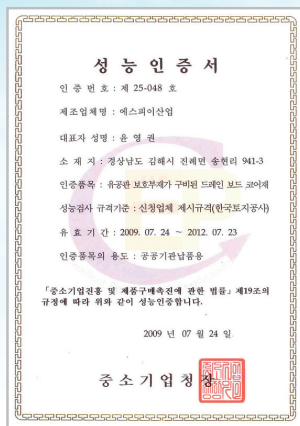 성능인증서
인 증 번 호 : 제 25-048 호
제조업체명 : 에스피아이산업
대표자 성명 : 윤 영 권
소 재 지 : 경상남도 김해시 진례면 송현리 941-3
인증품목 : 유공관 보호부재가 구비된 드레인 보드 코어재
성능검사 규격기준 : 신청업체 제시규격(한국토지공사)
유 효 기 간 : 2009. 07. 24 ~ 2012. 07. 23
인증품목의 용도 : 공공기관납품용
「중소기업진흥 및 제품구매촉진에 관한 법률」제19조의
규정에 따라 위와 같이 성능인증합니다.
2009 년 07 월 24 일
중소기업청장